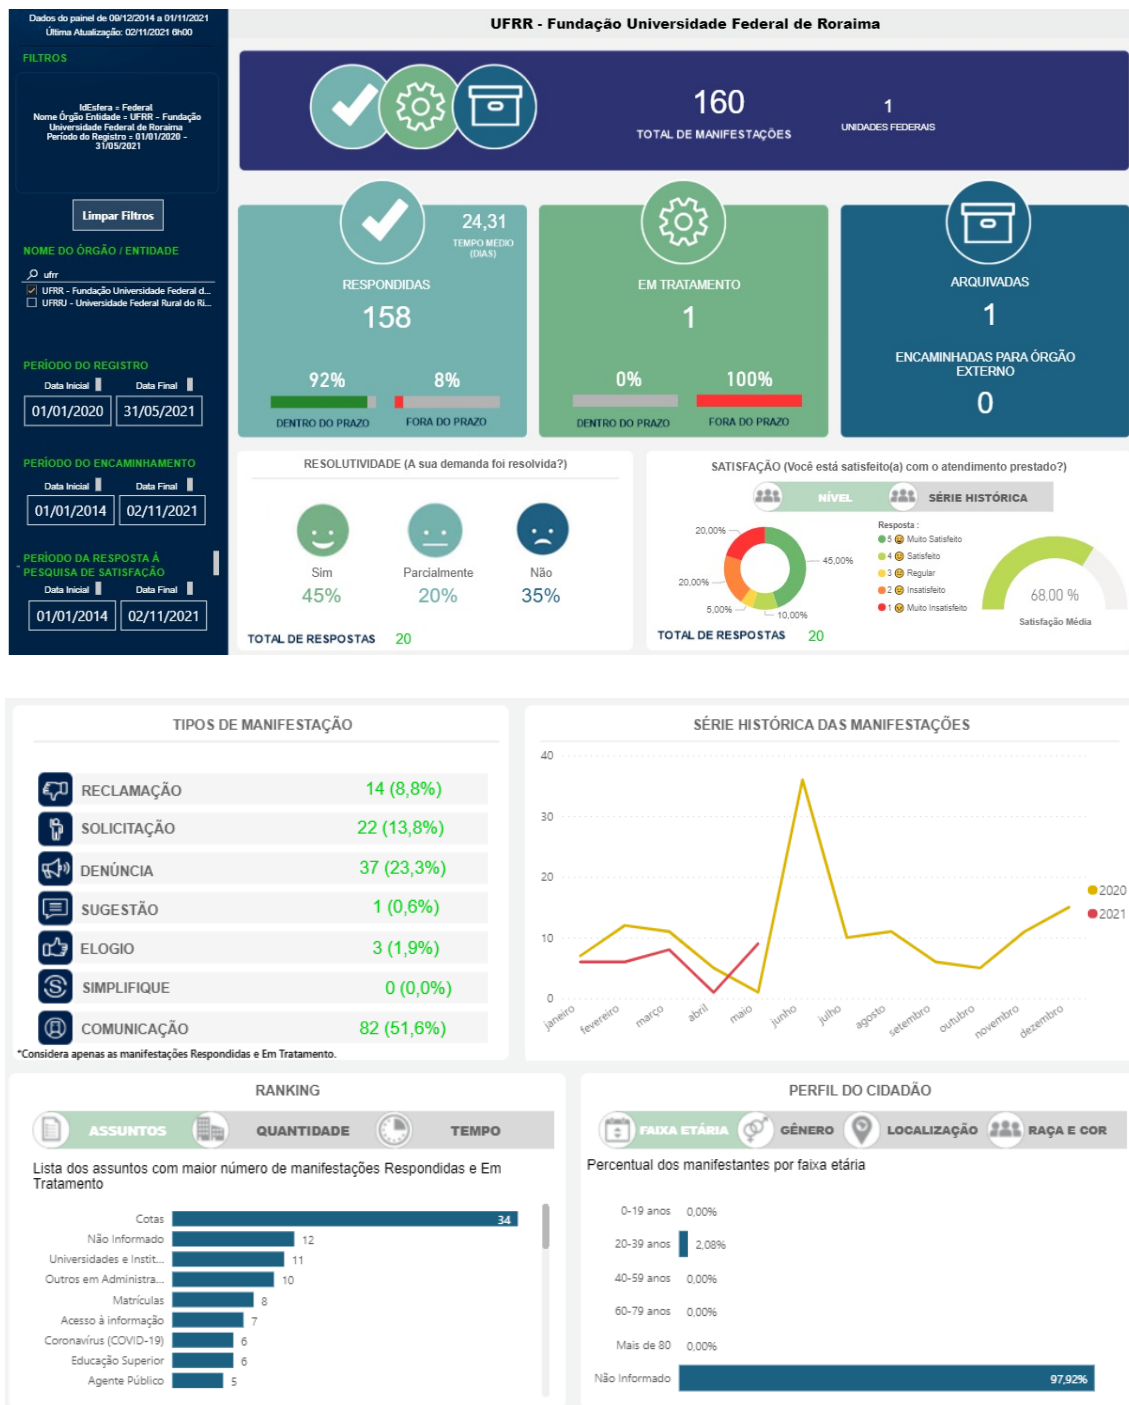 Dados do painel de 09/12/2014 a 01/11/2021
Última Atualização: 02/11/2021 6h00
FILTROS
IdEsfera = Federal
Nome Órgão Entidade = UFRR - Fundação
Universidade Federal de Roraima
Período do Registro = 01/01/2020 -
31/05/2021
Limpar Filtros
NOME DO ÓRGÃO / ENTIDADE
ufrr
UFRR - Fundação Universidade Federal d...
UFRRJ - Universidade Federal Rural do Ri...
PERÍODO DO REGISTRO
Data Inicial Data Final
01/01/2020 31/05/2021
PERÍODO DO ENCAMINHAMENTO
Data Inicial Data Final
01/01/2014 02/11/2021
PERÍODO DA RESPOSTA À
PESQUISA DE SATISFAÇÃO
Data Inicial Data Final
01/01/2014 02/11/2021
UFRR - Fundação Universidade Federal de Roraima
160
TOTAL DE MANIFESTAÇÕES
1
UNIDADES FEDERAIS
24,31
TEMPO MÉDIO
(DIAS)
RESPONDIDAS
158
92% 8%
DENTRO DO PRAZO FORA DO PRAZO
EM TRATAMENTO
1
0% 100%
DENTRO DO PRAZO FORA DO PRAZO
ARQUIVADAS
1
ENCAMINHADAS PARA ÓRGÃO
EXTERNO
0
RESOLUTIVIDADE (A sua demanda foi resolvida?)
Sim Parcialmente Não
45% 20% 35%
TOTAL DE RESPOSTAS 20
SATISFAÇÃO (Você está satisfeito(a) com o atendimento prestado?)
NÍVEL SÉRIE HISTÓRICA
20,00%
45,00%
20,00%
5,00%
10,00%
Resposta :
5 Muito Satisfeito
4 Satisfeito
3 Regular
2 Insatisfeito
1 Muito Insatisfeito
68,00 %
Satisfação Média
TOTAL DE RESPOSTAS 20
TIPOS DE MANIFESTAÇÃO
RECLAMAÇÃO 14 (8,8%)
SOLICITAÇÃO 22 (13,8%)
DENÚNCIA 37 (23,3%)
SUGESTÃO 1 (0,6%)
ELOGIO 3 (1,9%)
SIMPLIFIQUE 0 (0,0%)
COMUNICAÇÃO 82 (51,6%)
*Considera apenas as manifestações Respondidas e Em Tratamento.
SÉRIE HISTÓRICA DAS MANIFESTAÇÕES
40
30
20
10
0
janeiro fevereiro março abril maio junho julho agosto setembro outubro novembro dezembro
2020
2021
RANKING
ASSUNTOS QUANTIDADE TEMPO
Lista dos assuntos com maior número de manifestações Respondidas e Em
Tratamento
Cotas 34
Não Informado 12
Universidades e Instit... 11
Outros em Administra... 10
Matrículas 8
Acesso à informação 7
Coronavírus (COVID-19) 6
Educação Superior 6
Agente Público 5
PERFIL DO CIDADÃO
FAIXA ETÁRIA GÊNERO LOCALIZAÇÃO RAÇA E COR
Percentual dos manifestantes por faixa etária
0-19 anos 0,00%
20-39 anos 2,08%
40-59 anos 0,00%
60-79 anos 0,00%
Mais de 80 0,00%
Não Informado 97,92%